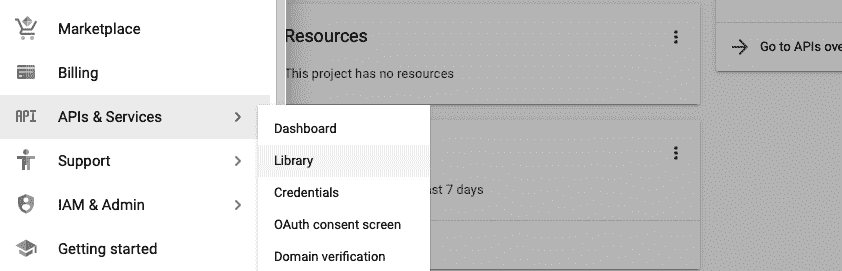 Marketplace
Billing
API APIs & Services
Support
IAM & Admin
Getting started
Dashboard
Library
Credentials
OAuth consent screen
Domain verification
Resources
This project has no resources
st 7 days
Go to APIs ove